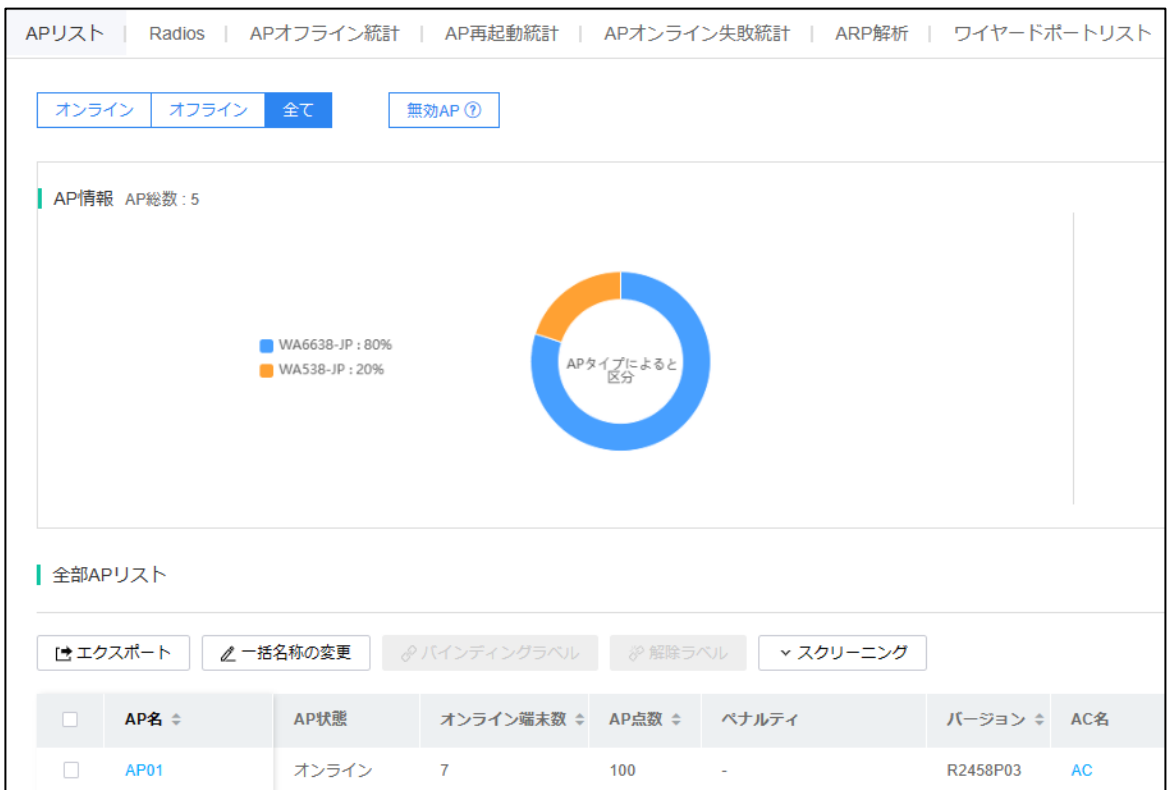 APリスト | Radios | APオフライン統計 | AP再起動統計 | APオンライン失敗統計 | ARP解析 | ワイヤードポートリスト
オンライン オフライン 全て 無効AP ?
AP情報 AP総数 : 5
WA6638-JP : 80%
WA538-JP : 20%
APタイプによると
区分
全部APリスト
エクスポート 一括名称の変更 バインディングラベル 解除ラベル スクリーニング
AP名 AP状態 オンライン端末数 AP点数 ペナルティ バージョン AC名
AP01 オンライン 7 100 - R2458P03 AC